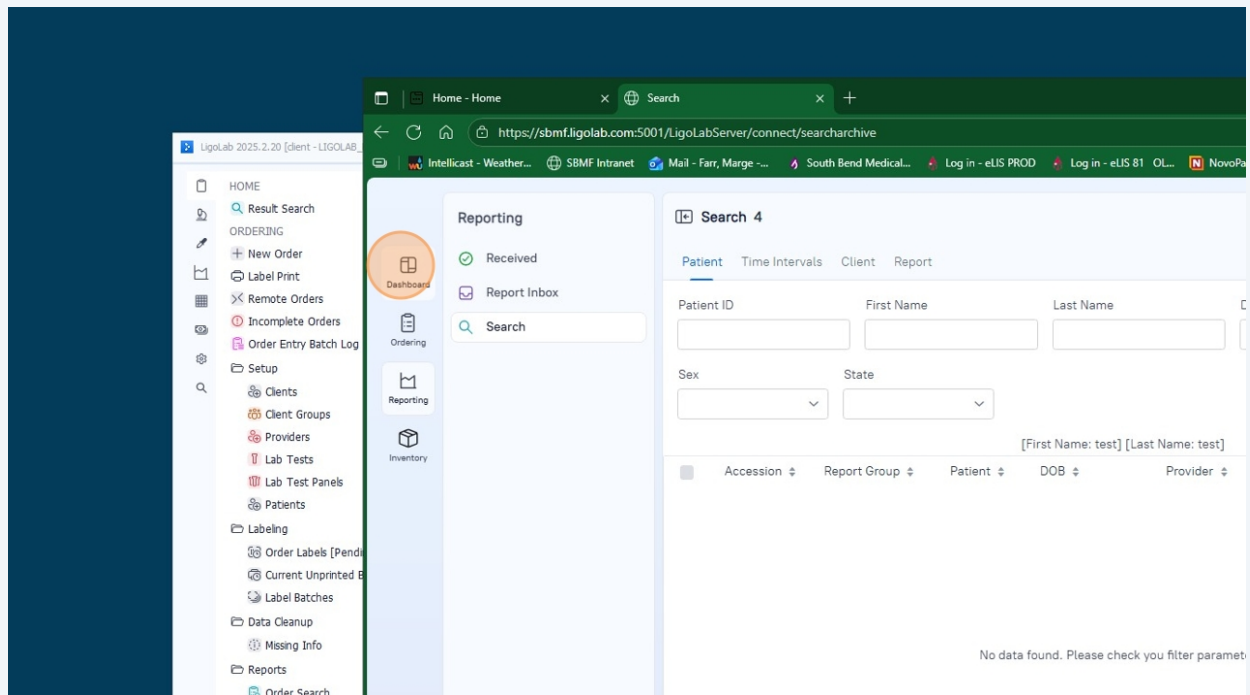 Home - Home
Search
https://sbmf.ligolab.com:5001/LigoLabServer/connect/searcharchive
Intellicast - Weather...
SBMF Intranet
Mail - Farr, Marge -...
South Bend Medical...
Log in - eLIS PROD
Log in - eLIS 81 OL...
NovoPa
LigoLab 2025.2.20 [client - LIGOLAB_
HOME
Result Search
ORDERING
New Order
Label Print
Remote Orders
Incomplete Orders
Order Entry Batch Log
Setup
Clients
Client Groups
Providers
Lab Tests
Lab Test Panels
Patients
Labeling
Order Labels [Pendi
Current Unprinted B
Label Batches
Data Cleanup
Missing Info
Reports
Order Search
Dashboard
Ordering
Reporting
Inventory
Reporting
Received
Report Inbox
Search
Search 4
Patient Time Intervals Client Report
Patient ID First Name Last Name D
Sex State
[First Name: test] [Last Name: test]
Accession Report Group Patient DOB Provider
No data found. Please check you filter paramet